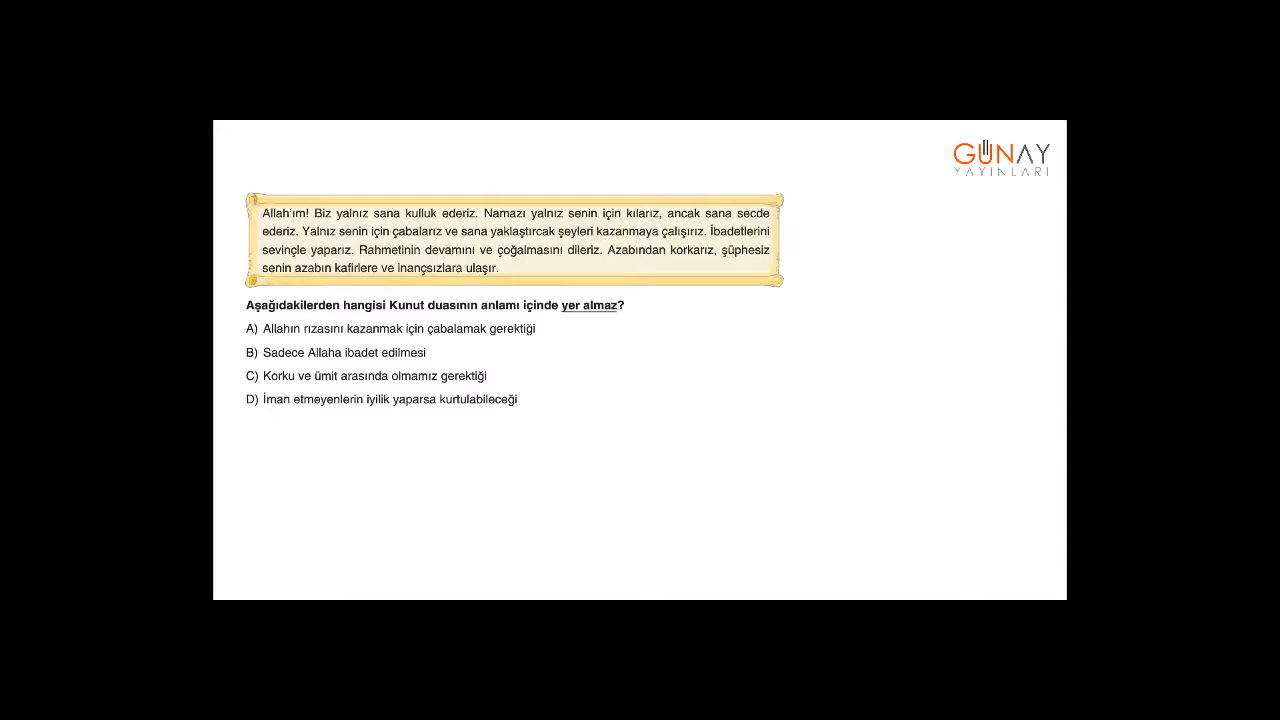 GÜNAY
YAYINLARI
Allah'ım! Biz yalnız sana kulluk ederiz. Namazı yalnız senin için kılarız, ancak sana secde
ederiz. Yalnız senin için çabalarız ve sana yaklaştırcak şeyleri kazanmaya çalışırız. İbadetlerini
sevinçle yaparız. Rahmetinin devamını ve çoğalmasını dileriz. Azabından korkarız, şüphesiz
senin azabın kafirlere ve inançsızlara ulaşır.
Aşağıdakilerden hangisi Kunut duasının anlamı içinde yer almaz?
A) Allahın rızasını kazanmak için çabalamak gerektiği
B) Sadece Allaha ibadet edilmesi
C) Korku ve ümit arasında olmamız gerektiği
D) İman etmeyenlerin iyilik yaparsa kurtulabileceği